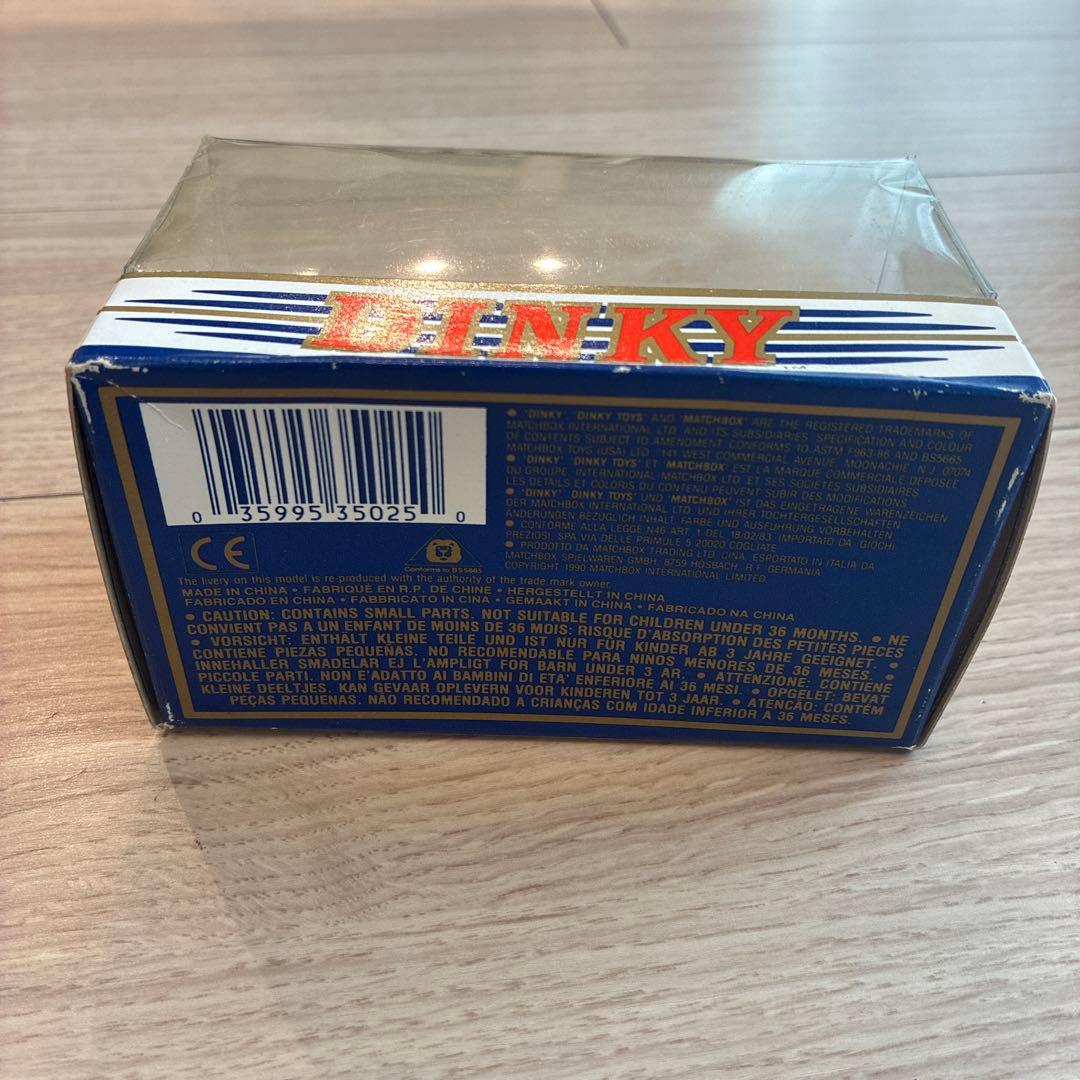 DINKY
TM
0 35995 35025 0
● 'DINKY', 'DINKY TOYS' AND 'MATCHBOX' ARE THE REGISTERED TRADEMARKS OF
MATCHBOX INTERNATIONAL LTD. AND ITS SUBSIDIARIES. SPECIFICATION AND COLOUR
OF CONTENTS SUBJECT TO AMENDMENT. CONFORMS TO ASTM F963-86 AND BS5665.
MATCHBOX TOYS (USA) LTD. 141 WEST COMMERCIAL AVENUE, MOONACHIE N.J. 07074
● 'DINKY', 'DINKY TOYS' ET 'MATCHBOX' EST LA MARQUE COMMERCIALE DEPOSEE
DU GROUPE. INTERNATIONAL MATCHBOX LTD. ET SES SOCIÉTÉS SUBSIDIAIRES.
LES DETAILS ET COLORIS DU CONTENU PEUVENT SUBIR DES MODIFICATIONS.
● 'DINKY' 'DINKY TOYS' UND 'MATCHBOX' IST DAS EINGETRAGENE WARENZEICHEN
DER MATCHBOX INTERNATIONAL LTD. UND IHRER TOCHTERGESELLSCHAFTEN
ÄNDERUNGEN BEZÜGLICH INHALT FARBE UND AUSFÜHRUNG VORBEHALTEN
● CONFORME ALLA LEGGE N46 ART. 1 DEL 18/02/83. IMPORTATO DA GIOCHI
PREZIOSI SPA VIA DELLE PRIMULE 5 20020 COGLIATE
● PRODOTTO DA MATCHBOX TRADING LTD. CINA. ESPORTATO IN ITALIA DA
MATCHBOX SPIELWAREN GMBH. 8759 HOSBACH, R.F. GERMANIA
COPYRIGHT 1990 MATCHBOX INTERNATIONAL LIMITED.
CE
Conforms to BS5665
The livery on this model is re-produced with the authority of the trade mark owner.
MADE IN CHINA • FABRIQUÉ EN R.P. DE CHINE • HERGESTELLT IN CHINA
FABRICADO EN CHINA • FABBRICATO IN CINA • GEMAAKT IN CHINA • FABRICADO NA CHINA
● CAUTION: CONTAINS SMALL PARTS. NOT SUITABLE FOR CHILDREN UNDER 36 MONTHS. ● NE
CONVIENT PAS A UN ENFANT DE MOINS DE 36 MOIS: RISQUE D'ABSORPTION DES PETITES PIECES
● VORSICHT: ENTHÄLT KLEINE TEILE UND IST NUR FÜR KINDER AB 3 JAHRE GEEIGNET. ●
CONTIENE PIEZAS PEQUEÑAS. NO RECOMENDABLE PARA NINOS MENORES DE 36 MESES. ●
INNEHALLER SMADELAR EJ L'AMPLIGT FOR BARN UNDER 3 AR. ● ATTENZIONE: CONTIENE
PICCOLE PARTI. NON E'ADATTO AI BAMBINI DI ETA' ENFERIORE AI 36 MESI. ● OPGELET: BEVAT
KLEINE DEELTJES. KAN GEVAAR OPLEVERN VOOR KINDEREN TOT 3 JAAR. ● ATENCÃO: CONTÉM
PEÇAS PEQUENAS. NÃO RECOMENDADO A CRIANÇAS COM IDADE INFERIOR A 36 MESES.